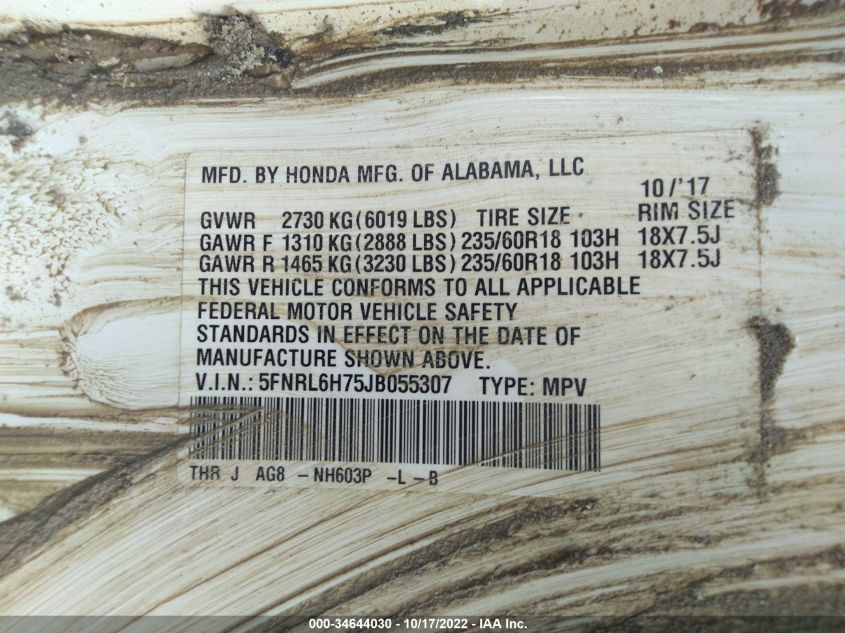 MFD. BY HONDA MFG. OF ALABAMA, LLC
10/'17
GVWR 2730 KG(6019 LBS) TIRE SIZE RIM SIZE
GAWR F 1310 KG(2888 LBS) 235/60R18 103H 18X7.5J
GAWR R 1465 KG(3230 LBS) 235/60R18 103H 18X7.5J
THIS VEHICLE CONFORMS TO ALL APPLICABLE
FEDERAL MOTOR VEHICLE SAFETY
STANDARDS IN EFFECT ON THE DATE OF
MANUFACTURE SHOWN ABOVE.
V.I.N.: 5FNRL6H75JB055307 TYPE: MPV
THR J AG8 -NH603P -L -B
000-34644030 - 10/17/2022 - IAA Inc.